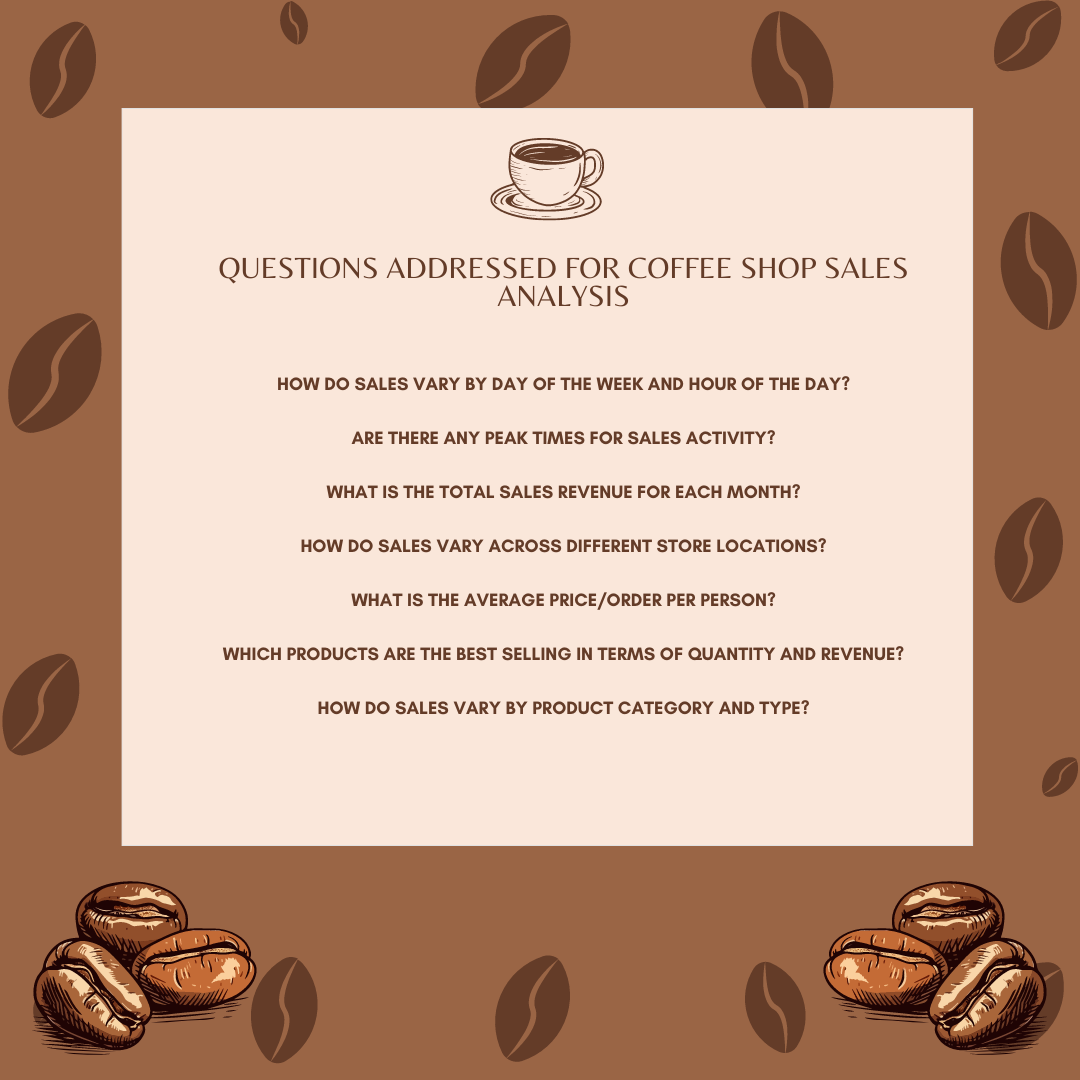 QUESTIONS ADDRESSED FOR COFFEE SHOP SALES
ANALYSIS
HOW DO SALES VARY BY DAY OF THE WEEK AND HOUR OF THE DAY?
ARE THERE ANY PEAK TIMES FOR SALES ACTIVITY?
WHAT IS THE TOTAL SALES REVENUE FOR EACH MONTH?
HOW DO SALES VARY ACROSS DIFFERENT STORE LOCATIONS?
WHAT IS THE AVERAGE PRICE/ORDER PER PERSON?
WHICH PRODUCTS ARE THE BEST SELLING IN TERMS OF QUANTITY AND REVENUE?
HOW DO SALES VARY BY PRODUCT CATEGORY AND TYPE?